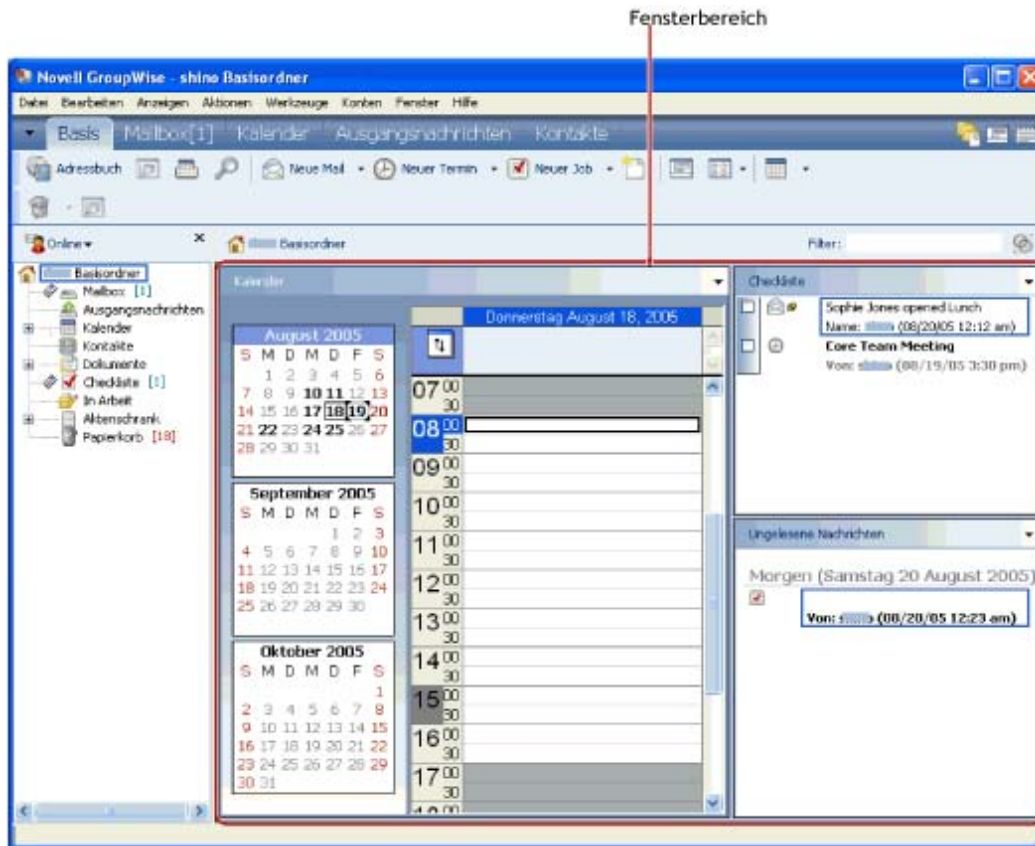 Fensterbereich
Novell GroupWise - shino Basisordner
Datei Bearbeiten Anzeigen Aktionen Werkzeuge Konten Fenster Hilfe
Basis Mailbox[1] Kalender Ausgangsnachrichten Kontakte
Adressbuch Neue Mail Neuer Termin Neuer Job
Online Basisordner Filter:
Basisordner
Mailbox [1]
Ausgangsnachrichten
Kalender
Kontakte
Dokumente
Checkliste [1]
In Arbeit
Aktenschrank
Papierkorb [18]
Kalender
August 2005
S M D M D F S
1 2 3 4 5 6
7 8 9 10 11 12 13
14 15 16 17 18 19 20
21 22 23 24 25 26 27
28 29 30 31
September 2005
S M D M D F S
1 2 3
4 5 6 7 8 9 10
11 12 13 14 15 16 17
18 19 20 21 22 23 24
25 26 27 28 29 30
Oktober 2005
S M D M D F S
1
2 3 4 5 6 7 8
9 10 11 12 13 14 15
16 17 18 19 20 21 22
23 24 25 26 27 28 29
30 31
Donnerstag August 18, 2005
07 00
30
08 00
30
09 00
30
10 00
30
11 00
30
12 00
30
13 00
30
14 00
30
15 00
30
16 00
30
17 00
30
Checkliste
Sophie Jones opened Lunch
Name: (08/20/05 12:12 am)
Core Team Meeting
Von: (08/19/05 3:30 pm)
Ungelesene Nachrichten
Morgen (Samstag 20 August 2005)
Von: (08/20/05 12:23 am)